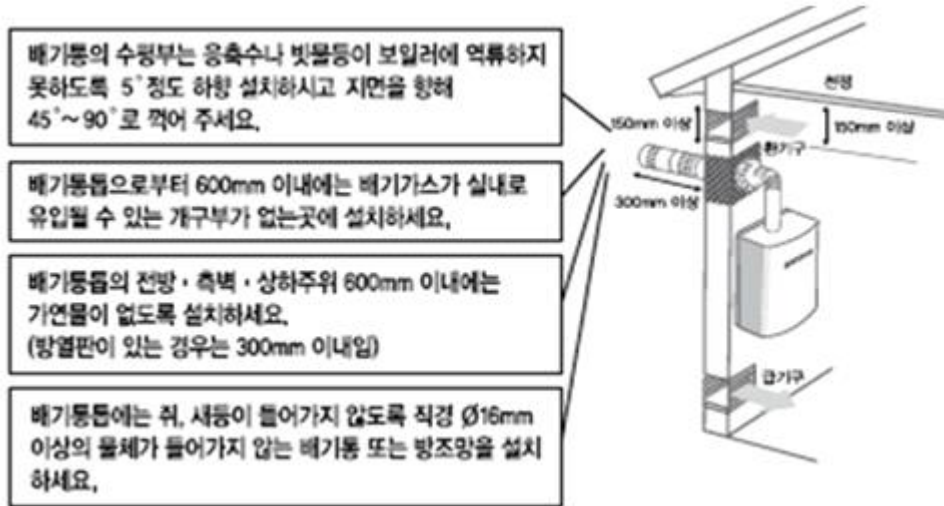 배기통의 수평부는 응축수나 빗물등이 보일러에 역류하지
못하도록 5°정도 하향 설치하시고 지면을 향해
45°~90°로 꺽어 주세요.
배기통톱으로부터 600mm 이내에는 배기가스가 실내로
유입될 수 있는 개구부가 없는곳에 설치하세요.
배기통톱의 전방·측벽·상하주위 600mm 이내에는
가연물이 없도록 설치하세요.
(방열판이 있는 경우는 300mm 이내임)
배기통톱에는 쥐, 새등이 들어가지 않도록 직경 Ø16mm
이상의 물체가 들어가지 않는 배기통 또는 방조망을 설치
하세요.
천정
150mm 이상
150mm 이상
환기구
300mm 이상
급기구